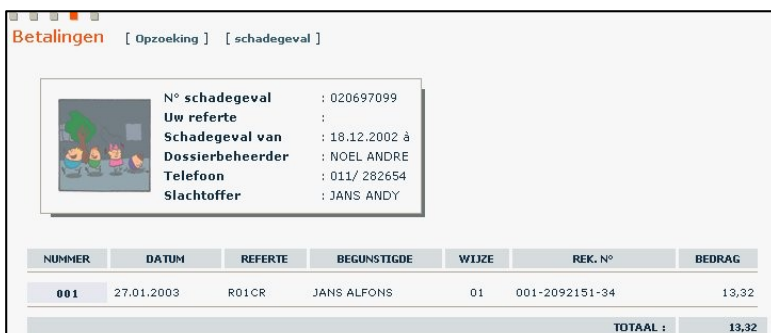 Betalingen [ Opzoeking ] [ schadegeval ]
N° schadegeval : 020697099
Uw referte :
Schadegeval van : 18.12.2002 à
Dossierbeheerder : NOEL ANDRE
Telefoon : 011/ 282654
Slachtoffer : JANS ANDY
NUMMER DATUM REFERTE BEGUNSTIGDE WIJZE REK. N° BEDRAG
001 27.01.2003 R01CR JANS ALFONS 01 001-2092151-34 13,32
TOTAAL : 13,32